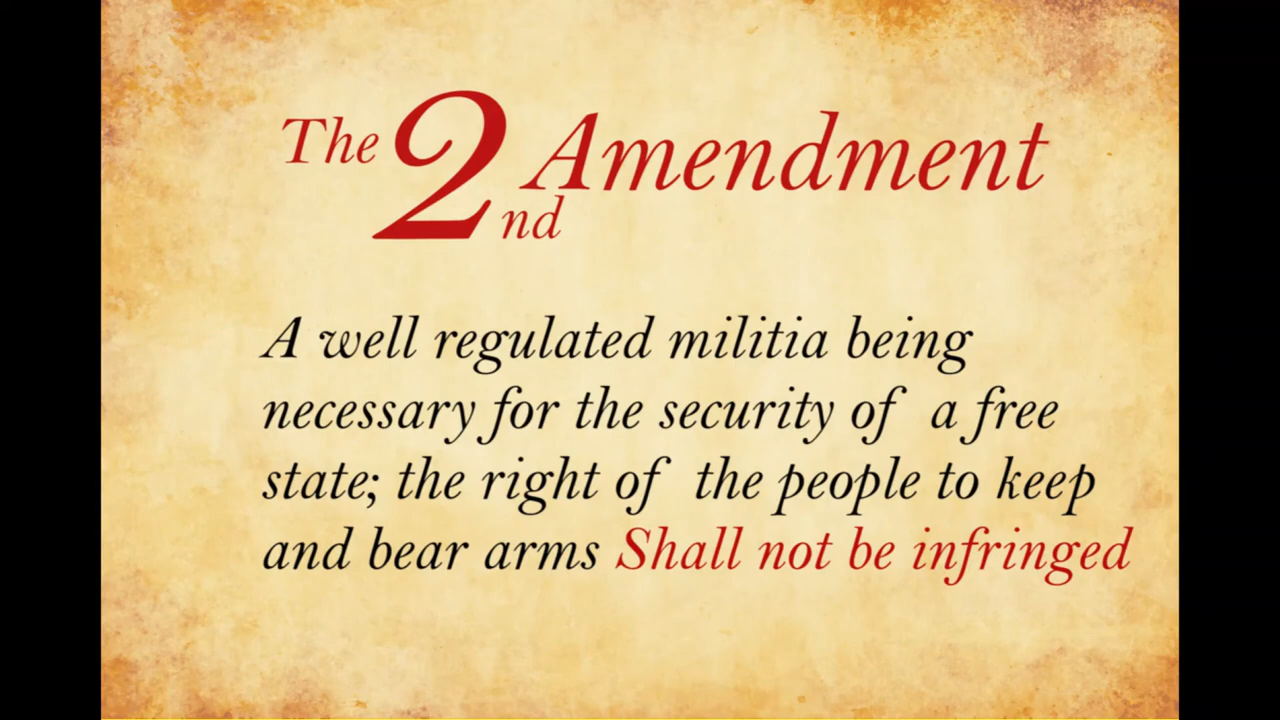 The 2nd Amendment
A well regulated militia being
necessary for the security of a free
state; the right of the people to keep
and bear arms Shall not be infringed